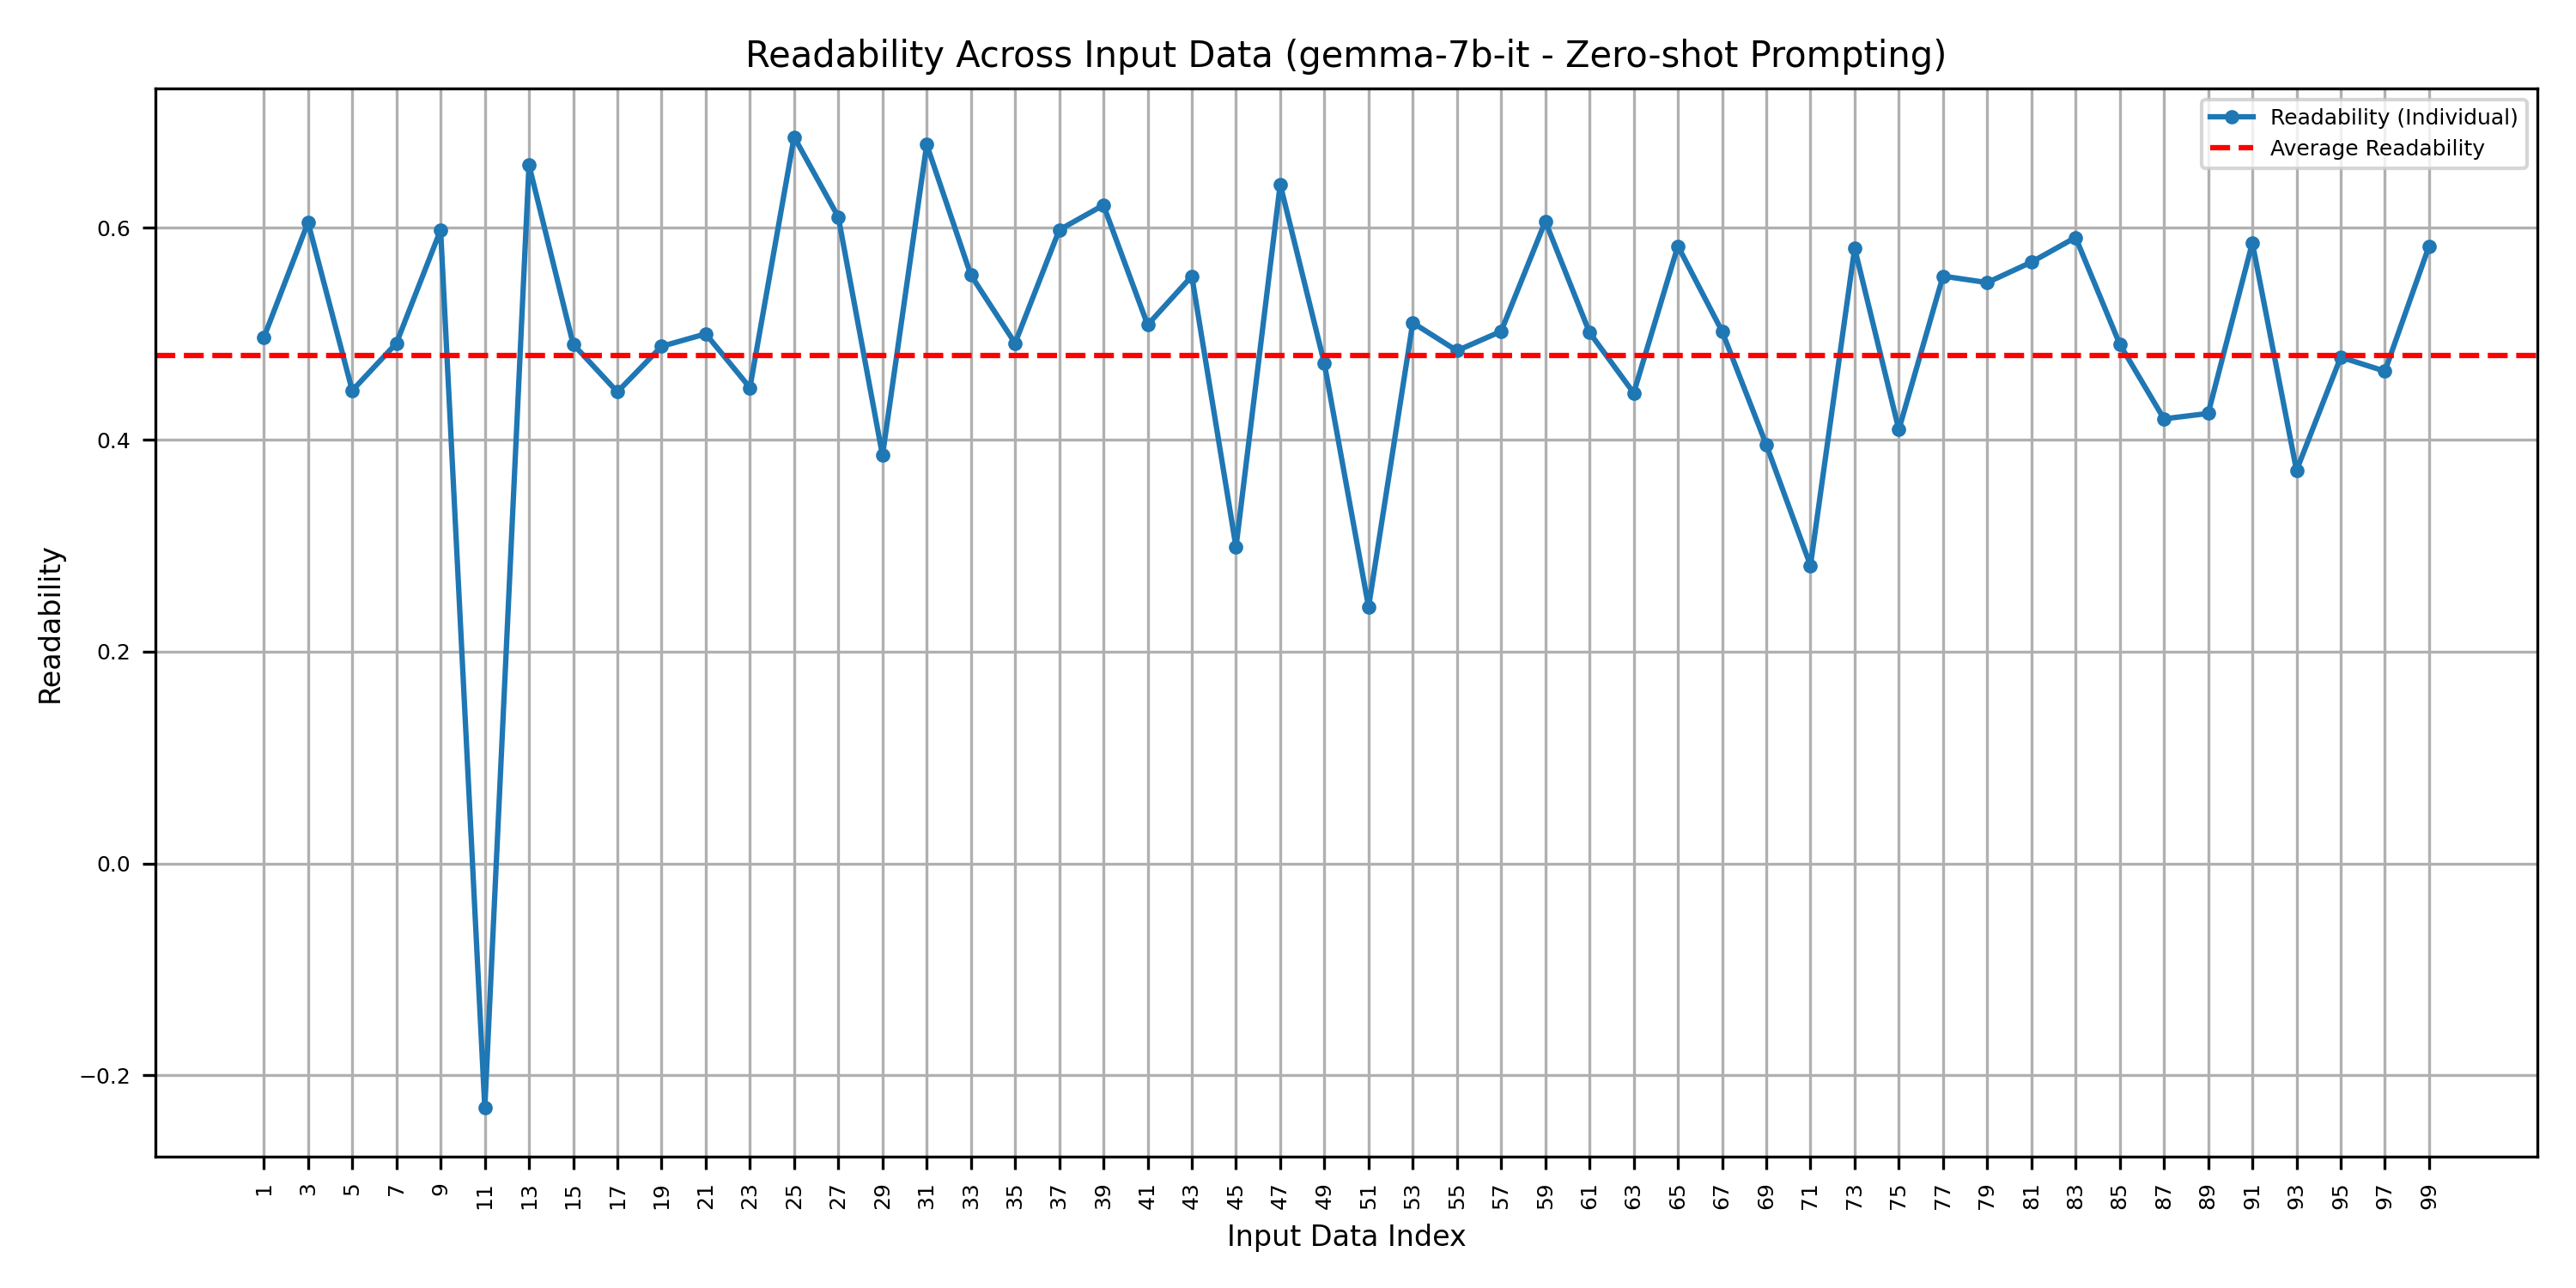 Readability Across Input Data (gemma-7b-it - Zero-shot Prompting)
Readability (Individual)
Average Readability
Readability
0.6
0.4
0.2
0.0
−0.2
1 3 5 7 9 11 13 15 17 19 21 23 25 27 29 31 33 35 37 39 41 43 45 47 49 51 53 55 57 59 61 63 65 67 69 71 73 75 77 79 81 83 85 87 89 91 93 95 97 99
Input Data Index